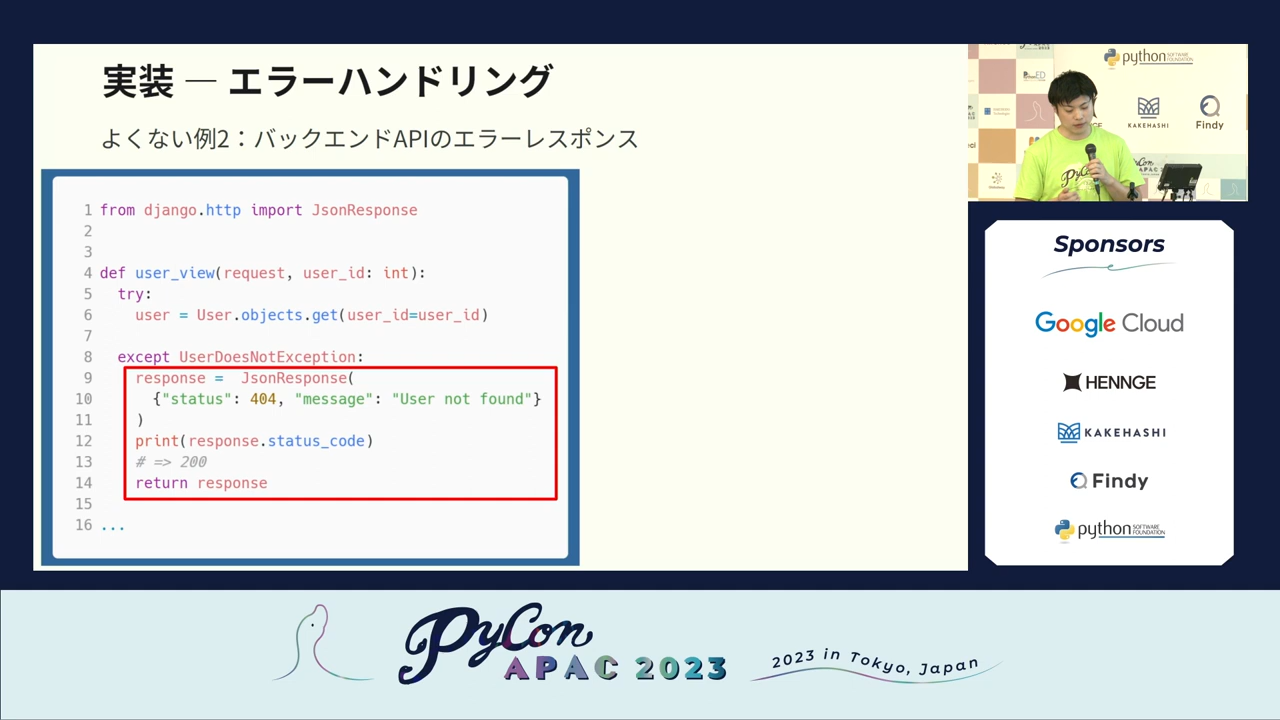 実装 — エラーハンドリング
よくない例2：バックエンドAPIのエラーレスポンス
1 from django.http import JsonResponse
2
3
4 def user_view(request, user_id: int):
5 try:
6 user = User.objects.get(user_id=user_id)
7
8 except UserDoesNotException:
9 response =  JsonResponse(
10 {"status": 404, "message": "User not found"}
11 )
12 print(response.status_code)
13 # => 200
14 return response
15
16 ...
python SOFTWARE FOUNDATION
KAKEHASHI
Findy
PyCon
APAC 2
Sponsors
Google Cloud
HENNGE
KAKEHASHI
Findy
python SOFTWARE FOUNDATION
PyCon
APAC 2023
2023 in Tokyo, Japan